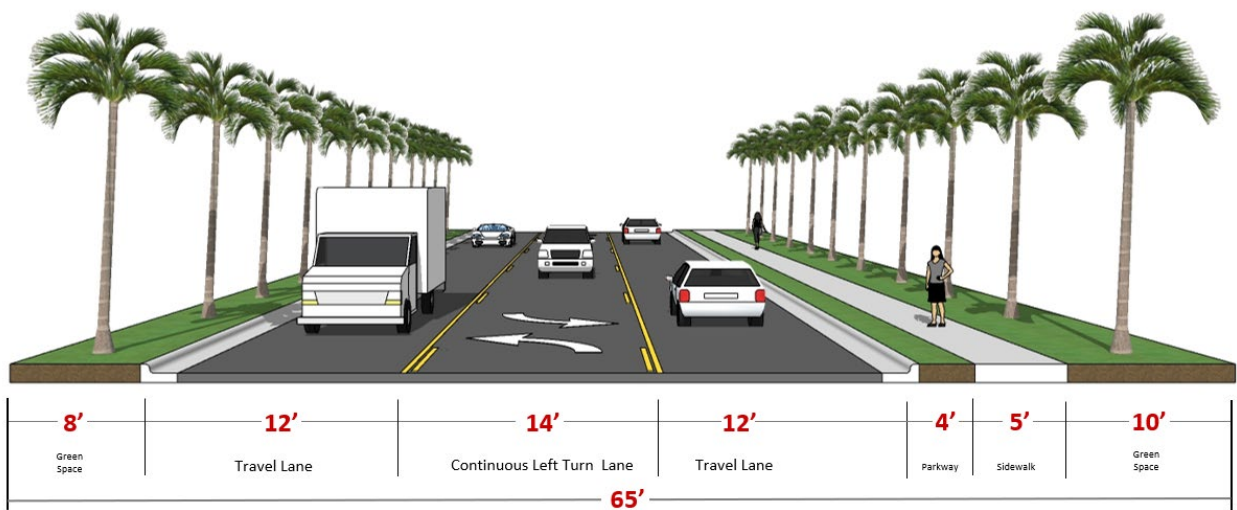 8’ 12’ 14’ 12’ 4’ 5’ 10’
Green
Space
Travel Lane
Continuous Left Turn Lane
Travel Lane
Parkway
Sidewalk
Green
Space
65’